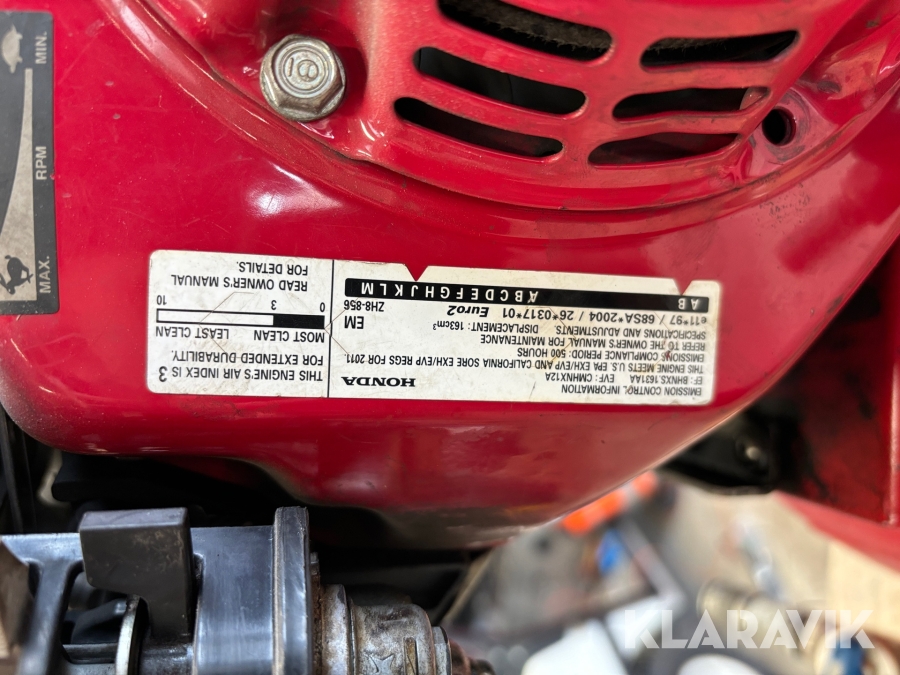 EMISSION CONTROL INFORMATION
HONDA
EF: BHNXS.1631AA EVF: CMHNX12A
THIS ENGINE MEETS U.S. EPA EXH/EVP AND CALIFORNIA SORE EXH/EVP REGS FOR 2011.
EMISSIONS COMPLIANCE PERIOD: 500 HOURS
REFER TO THE OWNER'S MANUAL FOR MAINTENANCE
SPECIFICATIONS AND ADJUSTMENTS. DISPLACEMENT: 163cm³
EM
e11*97 / 68SA*2004 / 26*0317*01 Euro2
ZH8-856
A B A B C D E F G H J K L M
THIS ENGINE'S AIR INDEX IS 3
FOR EXTENDED DURABILITY.
MOST CLEAN LEAST CLEAN
0 3 10
READ OWNER'S MANUAL
FOR DETAILS.
MIN.
RPM
MAX.
8
KLARAVIK